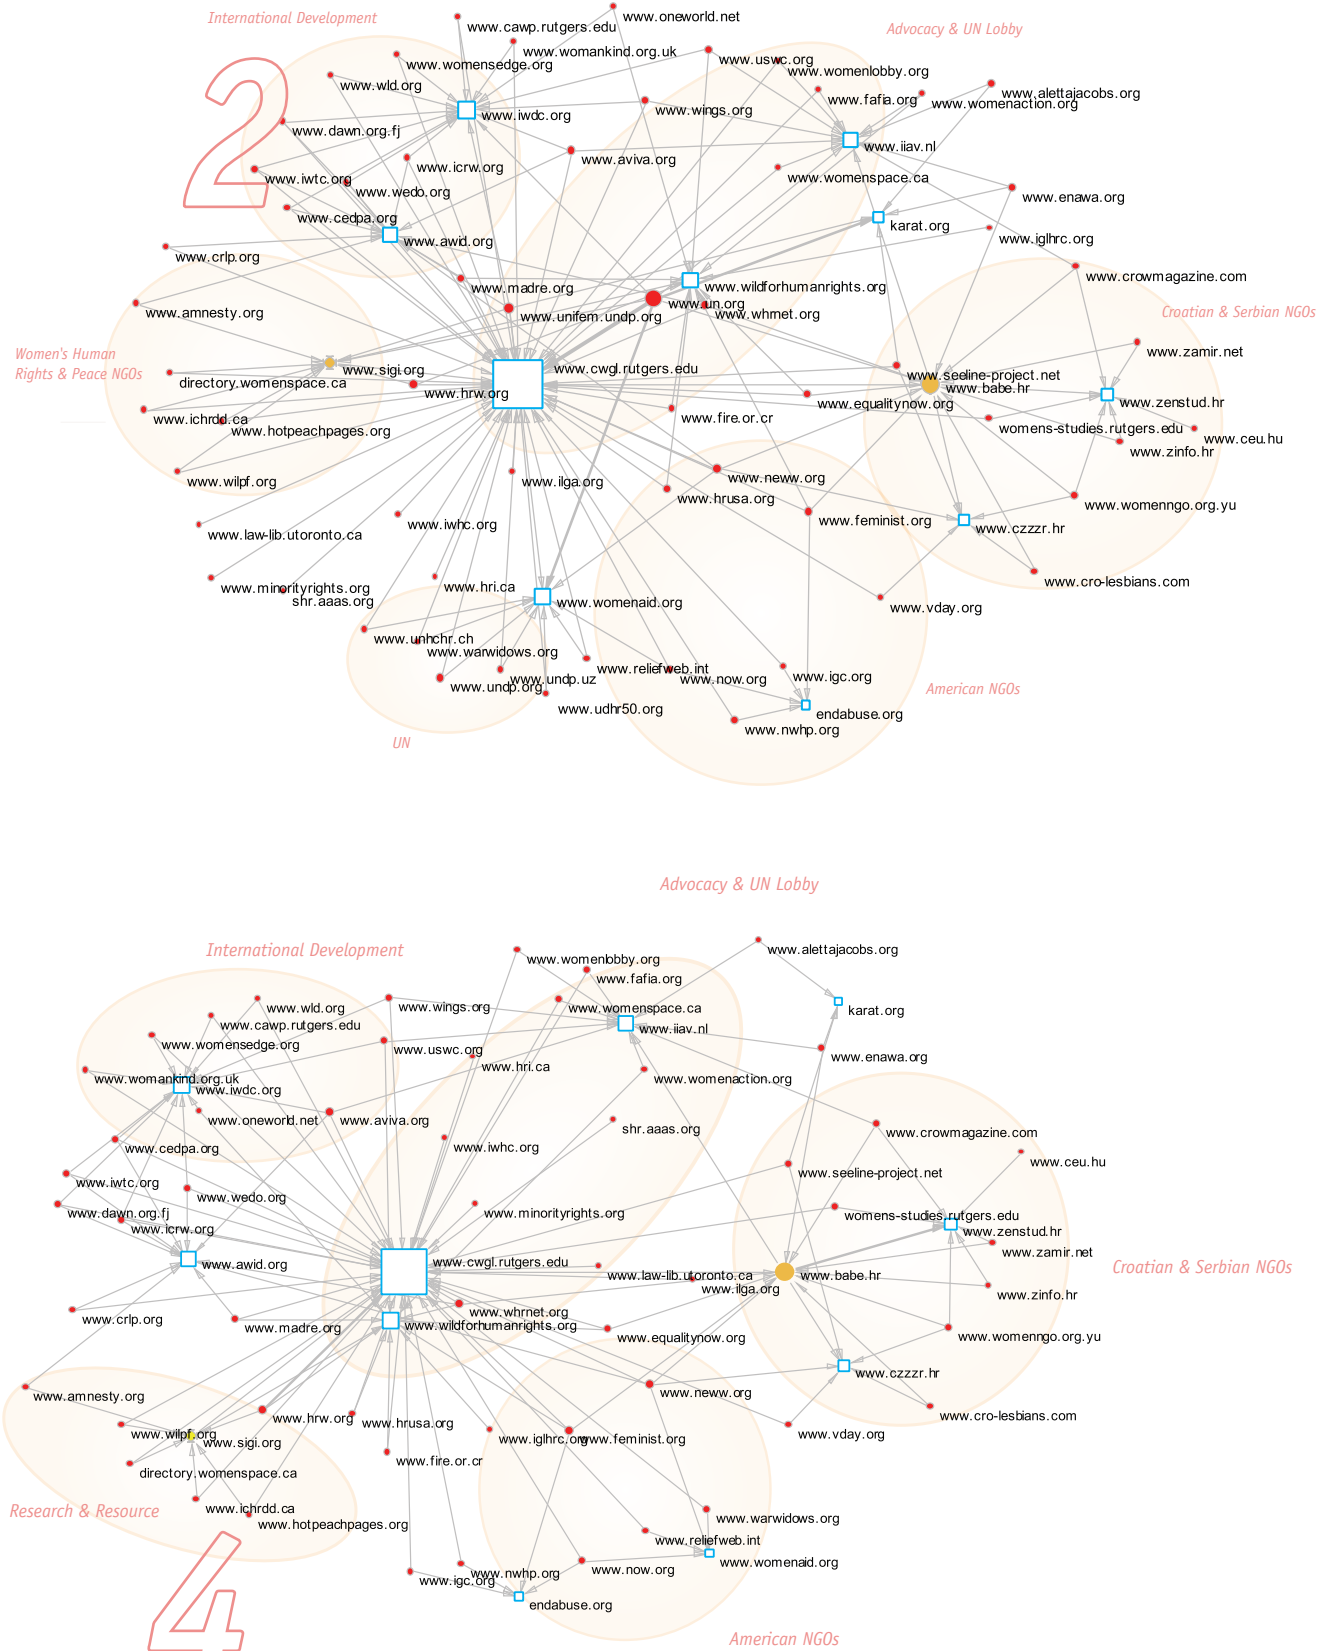 International Development
www.cawp.rutgers.edu
www.oneworld.net
Advocacy & UN Lobby
www.womankind.org.uk
www.womensedge.org
www.uswc.org
www.womenlobby.org
2
www.wld.org
www.fafia.org
www.alettajacobs.org
www.womenaction.org
www.iwdc.org
www.wings.org
www.dawn.org.fj
www.iiav.nl
www.icrw.org
www.aviva.org
www.iwtc.org
www.wedo.org
www.womenspace.ca
www.enawa.org
www.cedpa.org
karat.org
www.awid.org
www.iglhrc.org
www.crlp.org
www.crowmagazine.com
www.madre.org
www.wildforhumanrights.org
www.un.org
www.amnesty.org
www.unifem.undp.org
www.whrnet.org
Croatian & Serbian NGOs
Women's Human
Rights & Peace NGOs
www.zamir.net
www.sigi.org
www.cwgl.rutgers.edu
directory.womenspace.ca
www.seeline-project.net
www.babe.hr
www.hrw.org
www.equalitynow.org
www.zenstud.hr
www.ichrdd.ca
www.fire.or.cr
www.hotpeachpages.org
womens-studies.rutgers.edu
www.ceu.hu
www.zinfo.hr
www.wilpf.org
www.ilga.org
www.neww.org
www.hrusa.org
www.womenngo.org.yu
www.iwhc.org
www.feminist.org
www.law-lib.utoronto.ca
www.czzzr.hr
www.minorityrights.org
www.hri.ca
www.cro-lesbians.com
shr.aaas.org
www.womenaid.org
www.vday.org
www.unhchr.ch
www.warwidows.org
www.reliefweb.int
www.undp.uz
www.now.org
www.igc.org
www.undp.org
American NGOs
www.udhr50.org
endabuse.org
www.nwhp.org
UN
Advocacy & UN Lobby
International Development
www.alettajacobs.org
www.womenlobby.org
www.fafia.org
www.wld.org
www.wings.org
www.womenspace.ca
karat.org
www.cawp.rutgers.edu
www.iiav.nl
www.womensedge.org
www.uswc.org
www.enawa.org
www.hri.ca
www.womankind.org.uk
www.iwdc.org
www.womenaction.org
www.oneworld.net
www.aviva.org
shr.aaas.org
www.crowmagazine.com
www.cedpa.org
www.iwhc.org
www.ceu.hu
www.seeline-project.net
www.iwtc.org
www.wedo.org
www.dawn.org.fj
www.minorityrights.org
womens-studies.rutgers.edu
www.icrw.org
www.zenstud.hr
www.zamir.net
www.awid.org
www.cwgl.rutgers.edu
Croatian & Serbian NGOs
www.law-lib.utoronto.ca
www.babe.hr
www.ilga.org
www.zinfo.hr
www.whrnet.org
www.crlp.org
www.madre.org
www.wildforhumanrights.org
www.equalitynow.org
www.womenngo.org.yu
www.czzzr.hr
www.amnesty.org
www.neww.org
www.hrw.org
www.hrusa.org
www.cro-lesbians.com
www.wilpf.org
www.sigi.org
www.iglhrc.org
www.feminist.org
www.vday.org
www.fire.or.cr
directory.womenspace.ca
Research & Resource
www.ichrdd.ca
www.hotpeachpages.org
www.warwidows.org
www.reliefweb.int
4
www.womenaid.org
www.nwhp.org
www.now.org
www.igc.org
endabuse.org
American NGOs